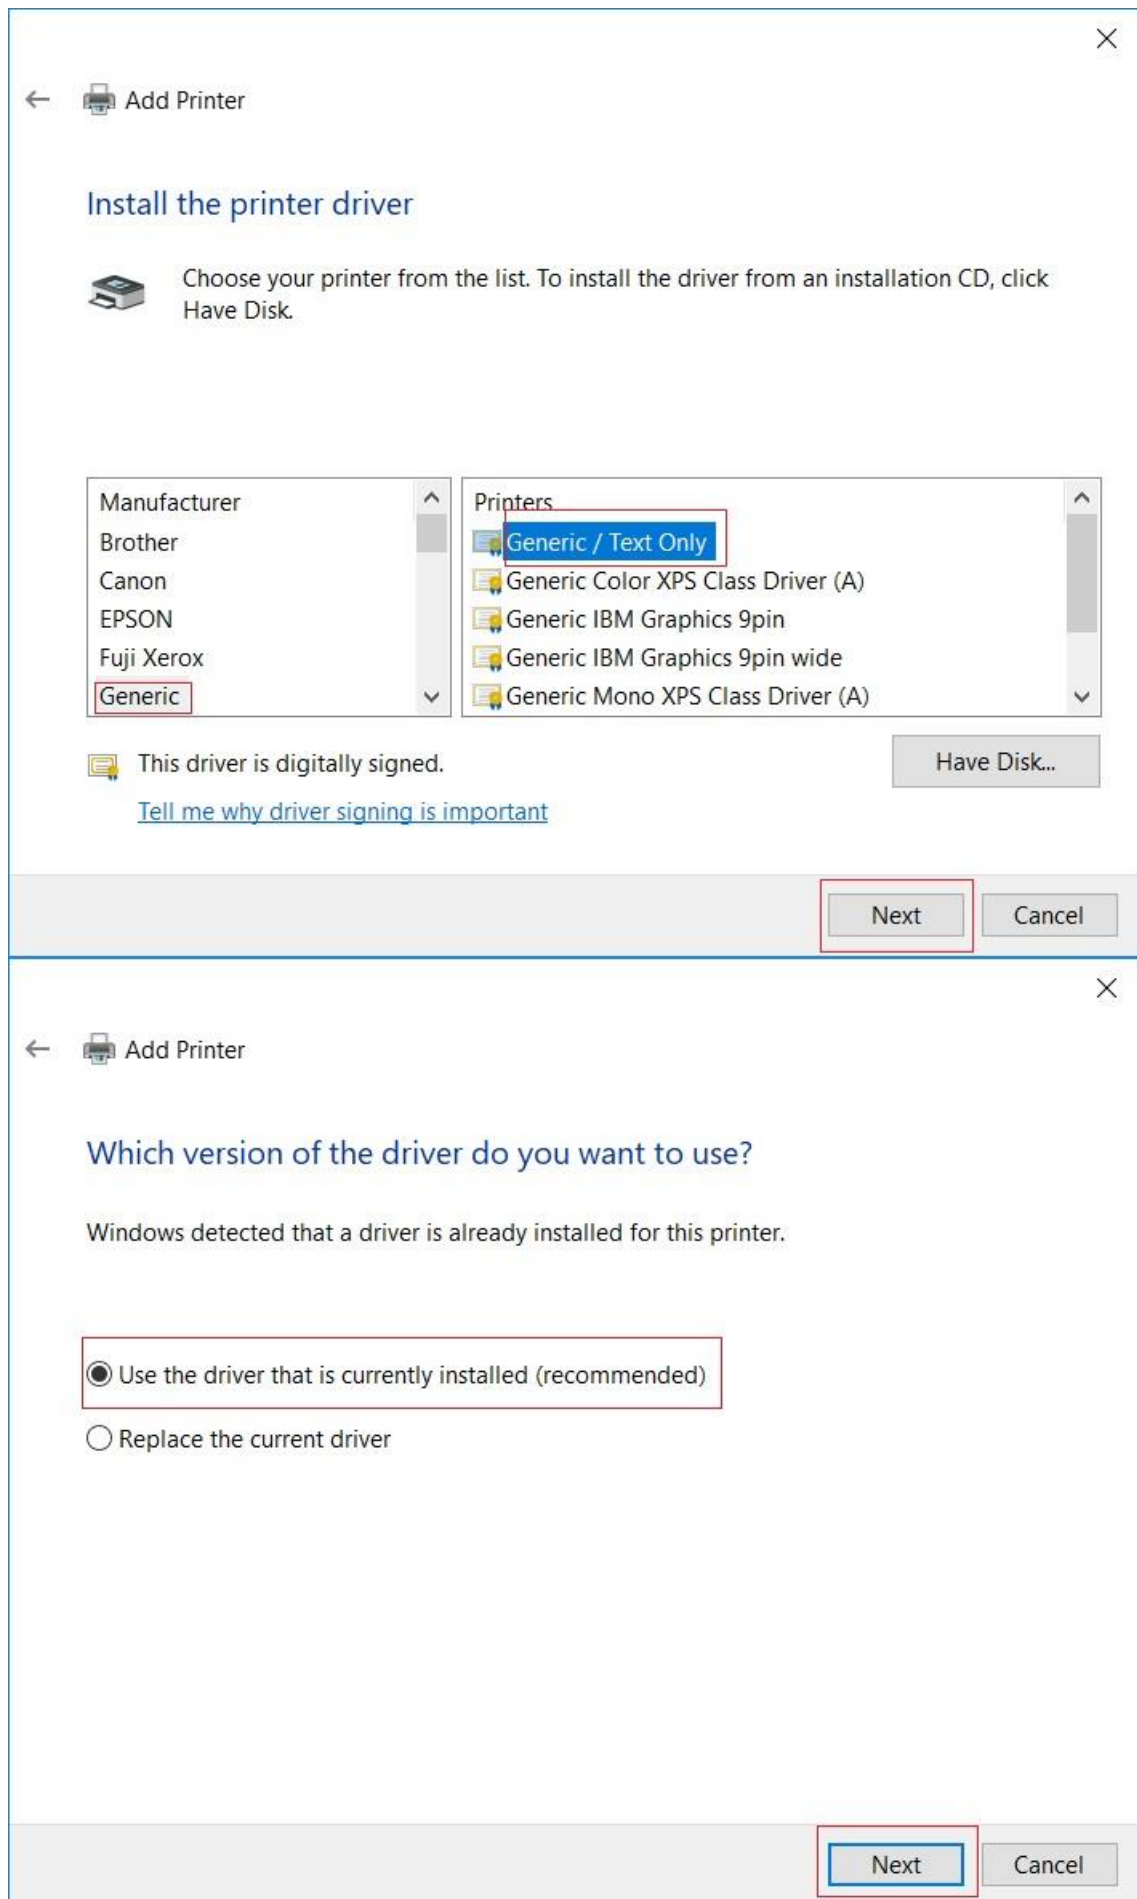 Add Printer
Install the printer driver
Choose your printer from the list. To install the driver from an installation CD, click
Have Disk.
Manufacturer
Brother
Canon
EPSON
Fuji Xerox
Generic
Printers
Generic / Text Only
Generic Color XPS Class Driver (A)
Generic IBM Graphics 9pin
Generic IBM Graphics 9pin wide
Generic Mono XPS Class Driver (A)
This driver is digitally signed.
Have Disk...
Tell me why driver signing is important
Next
Cancel
Add Printer
Which version of the driver do you want to use?
Windows detected that a driver is already installed for this printer.
Use the driver that is currently installed (recommended)
Replace the current driver
Next
Cancel